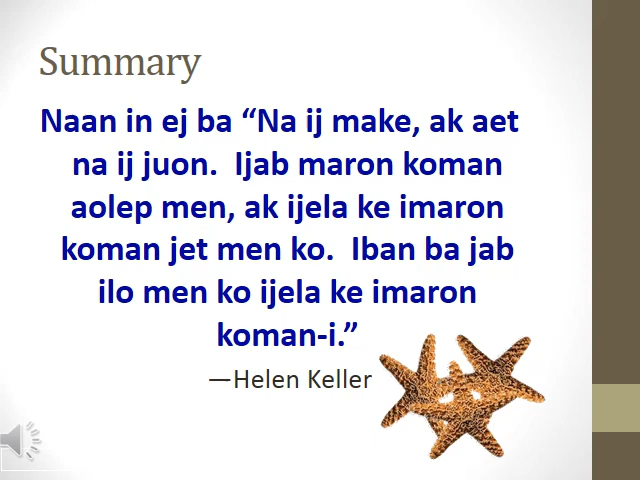 Summary
Naan in ej ba “Na ij make, ak aet
na ij juon.  Ijab maron koman
aolep men, ak ijela ke imaron
koman jet men ko.  Iban ba jab
ilo men ko ijela ke imaron
koman-i.”
—Helen Keller